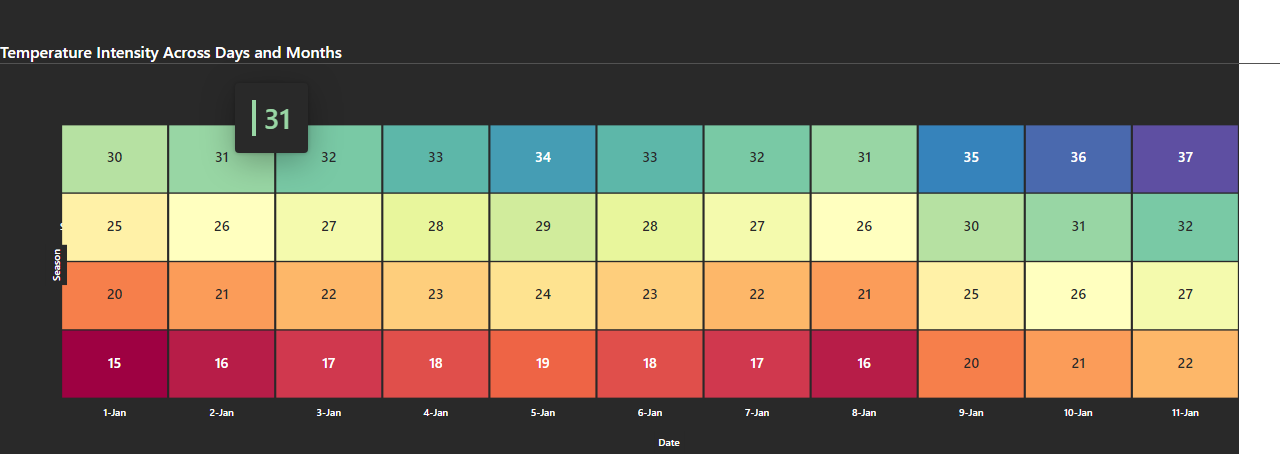 Temperature Intensity Across Days and Months
31
30 31 32 33 34 33 32 31 35 36 37
25 26 27 28 29 28 27 26 30 31 32
Season
20 21 22 23 24 23 22 21 25 26 27
15 16 17 18 19 18 17 16 20 21 22
1-Jan 2-Jan 3-Jan 4-Jan 5-Jan 6-Jan 7-Jan 8-Jan 9-Jan 10-Jan 11-Jan
Date